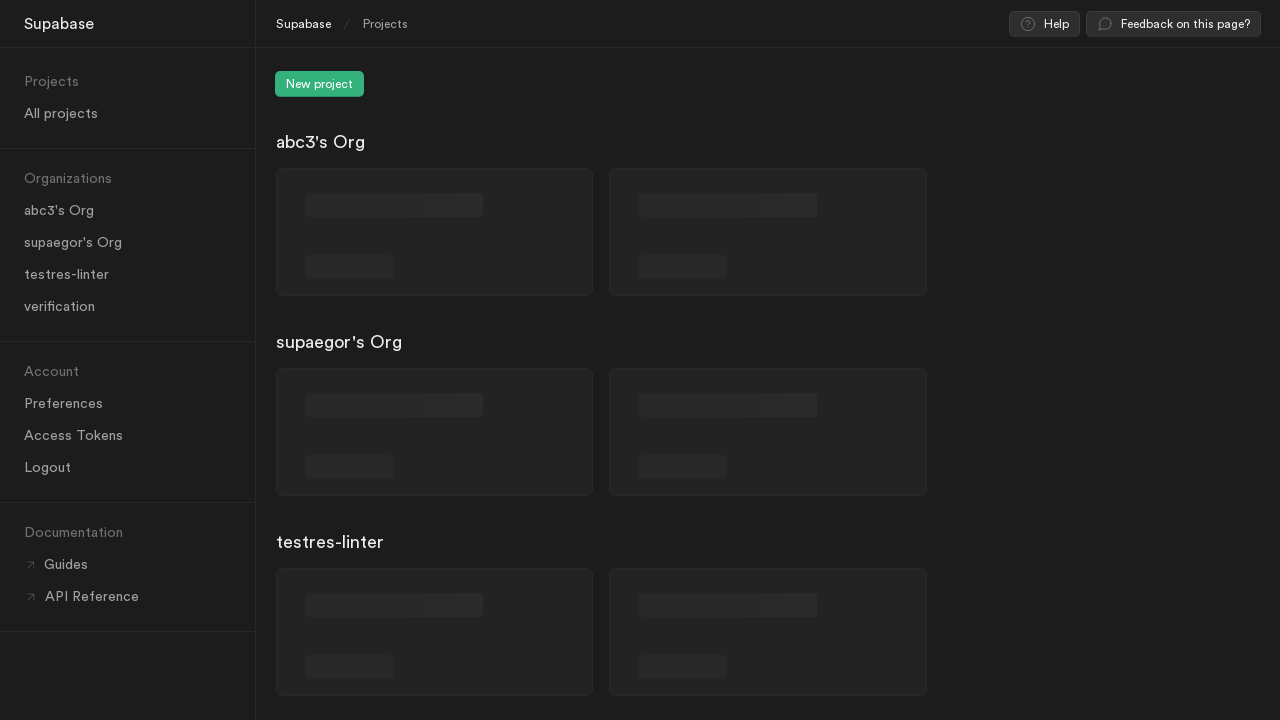 Supabase
Projects
All projects
Organizations
abc3's Org
supaegor's Org
testres-linter
verification
Account
Preferences
Access Tokens
Logout
Documentation
Guides
API Reference
Supabase / Projects
Help
Feedback on this page?
New project
abc3's Org
supaegor's Org
testres-linter